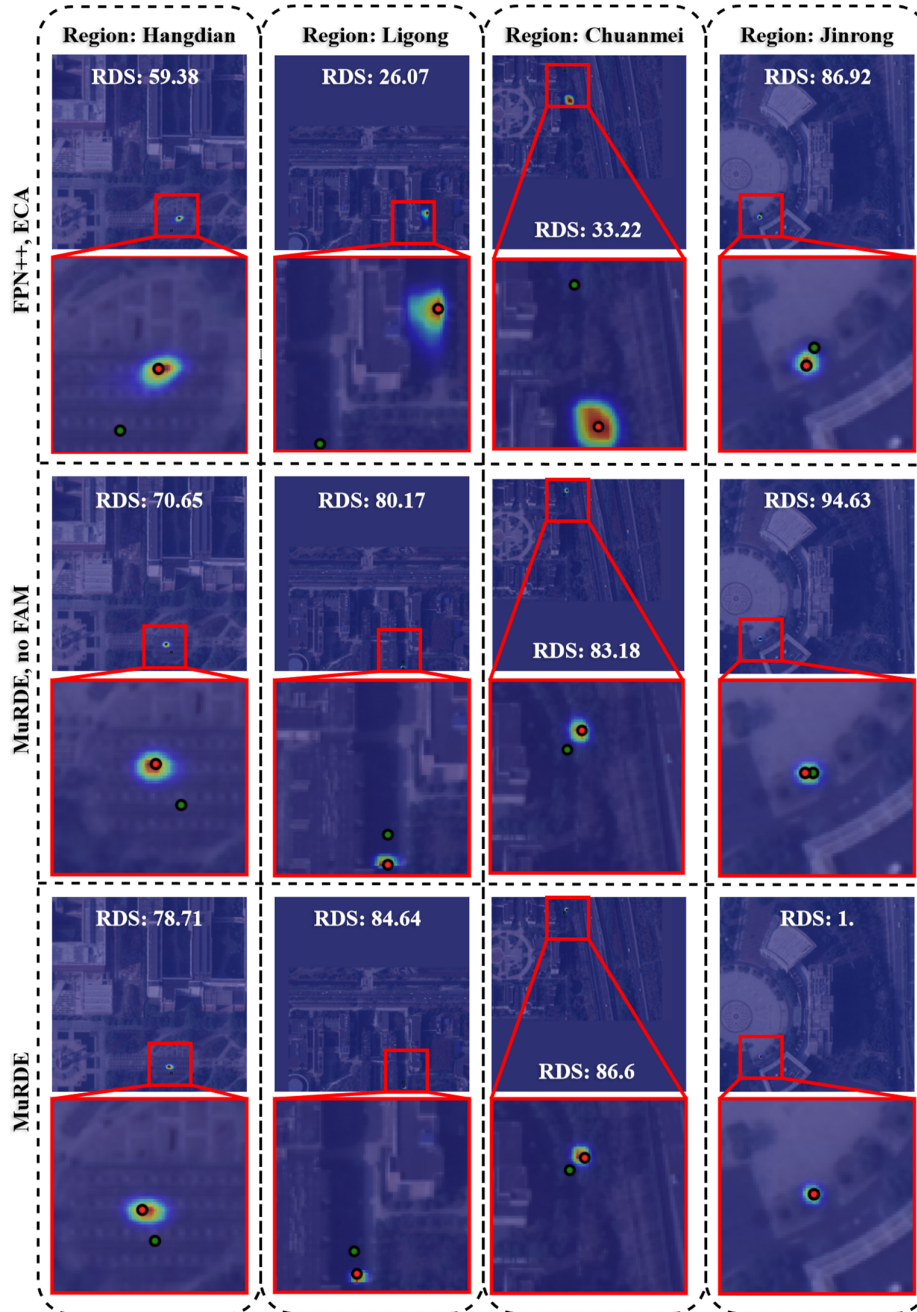 Region: Hangdian
Region: Ligong
Region: Chuanmei
Region: Jinrong
FPN++, ECA
RDS: 59.38
RDS: 26.07
RDS: 33.22
RDS: 86.92
MuRDE, no FAM
RDS: 70.65
RDS: 80.17
RDS: 83.18
RDS: 94.63
MuRDE
RDS: 78.71
RDS: 84.64
RDS: 86.6
RDS: 1.